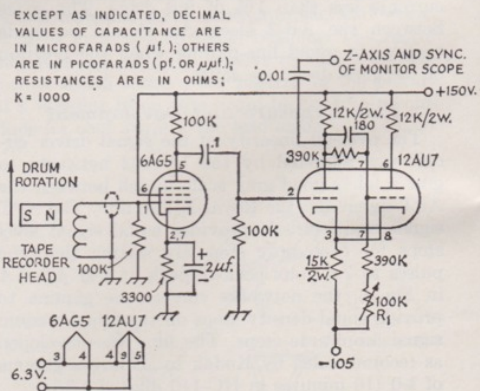 EXCEPT AS INDICATED, DECIMAL
VALUES OF CAPACITANCE ARE
IN MICROFARADS (µf.); OTHERS
ARE IN PICOFARADS (pf. OR µµf.);
RESISTANCES ARE IN OHMS;
K = 1000
Z-AXIS AND SYNC.
OF MONITOR SCOPE
0.01
+150V.
100K
12K/2W.
12K/2W.
180
.1
390K
6AG5
12AU7
5
1
7
6
DRUM
ROTATION
S N
6
1
2
2,7
3
7
8
TAPE
RECORDER
HEAD
100K
3300
+
2µf.
-
100K
15K
2W.
390K
100K
R1
-105
6AG5 12AU7
3 4 4 9 5
6.3V.